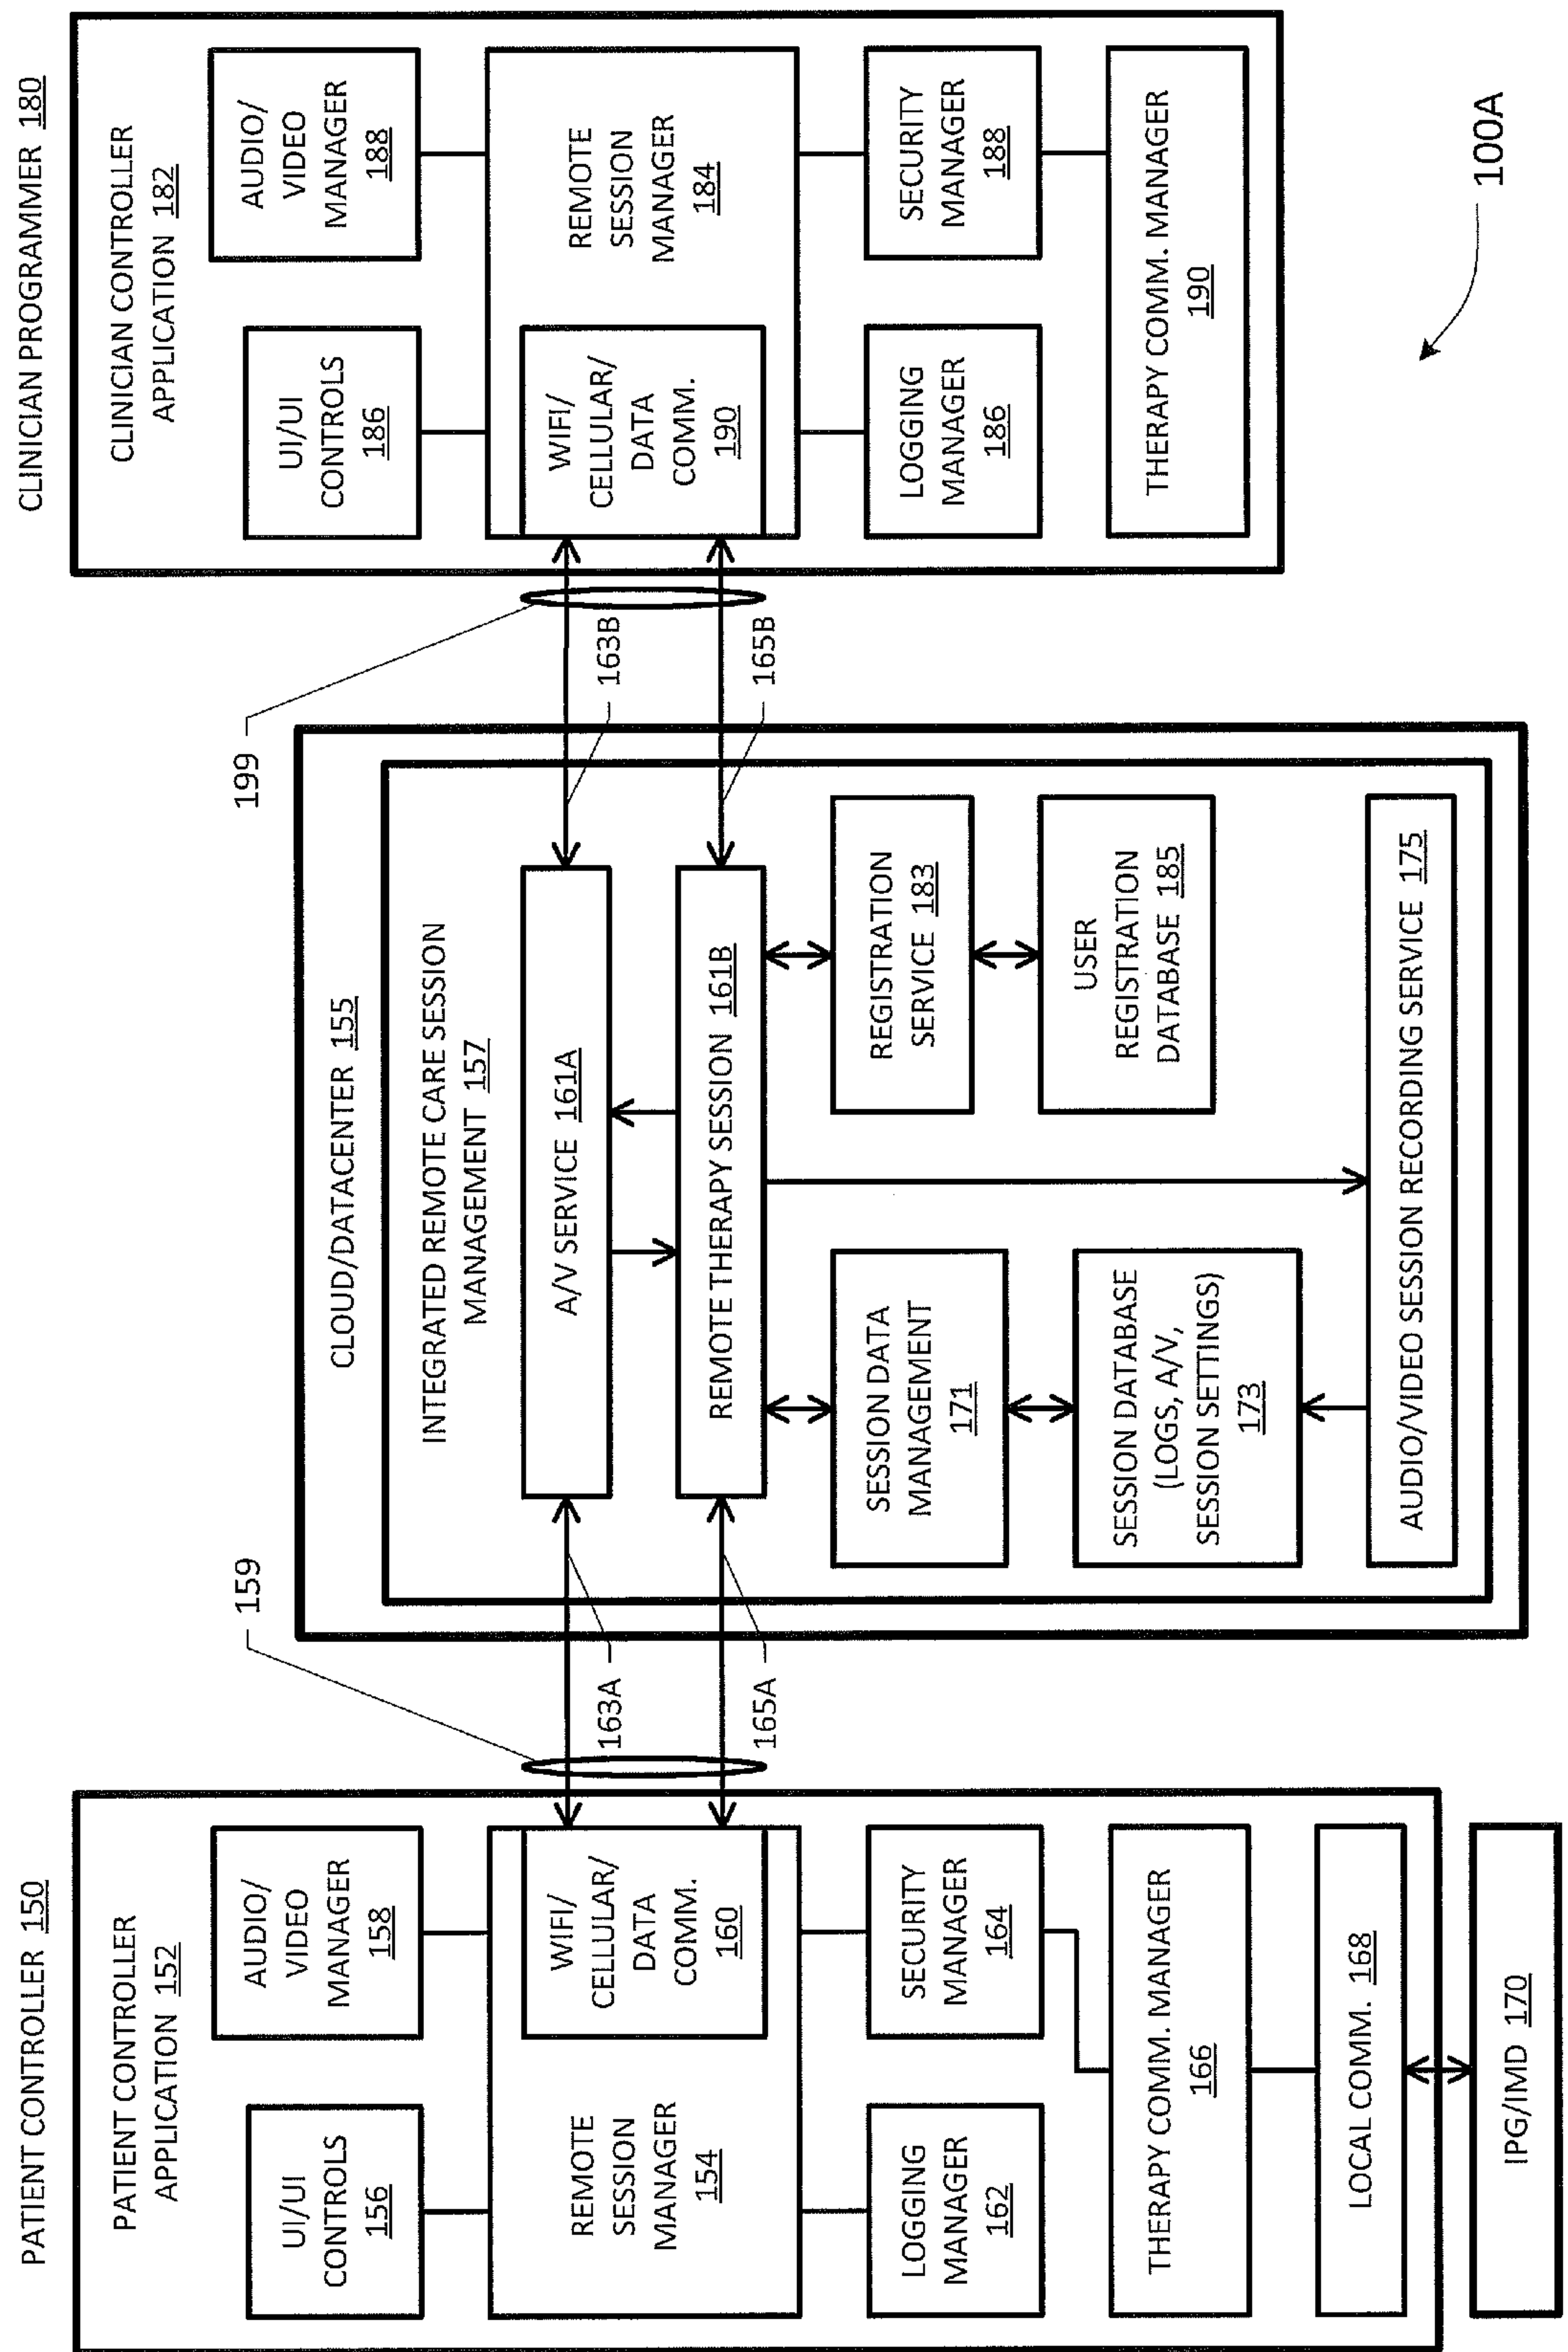 PATIENT CONTROLLER 150
PATIENT CONTROLLER
APPLICATION 152
UI/UI
CONTROLS
156
AUDIO/
VIDEO
MANAGER
158
REMOTE
SESSION
MANAGER
154
WIFI/
CELLULAR/
DATA
COMM.
160
LOGGING
MANAGER
162
SECURITY
MANAGER
164
THERAPY COMM. MANAGER
166
LOCAL COMM. 168
IPG/IMD 170
159
163A
165A
CLOUD/DATACENTER 155
INTEGRATED REMOTE CARE SESSION
MANAGEMENT 157
A/V SERVICE 161A
REMOTE THERAPY SESSION 161B
SESSION DATA
MANAGEMENT
171
REGISTRATION
SERVICE 183
SESSION DATABASE
(LOGS, A/V,
SESSION SETTINGS)
173
USER
REGISTRATION
DATABASE 185
AUDIO/VIDEO SESSION RECORDING SERVICE 175
199
163B
165B
CLINICIAN PROGRAMMER 180
CLINICIAN CONTROLLER
APPLICATION 182
UI/UI
CONTROLS
186
AUDIO/
VIDEO
MANAGER
188
WIFI/
CELLULAR/
DATA
COMM.
190
REMOTE
SESSION
MANAGER
184
LOGGING
MANAGER
186
SECURITY
MANAGER
188
THERAPY COMM. MANAGER
190
100A